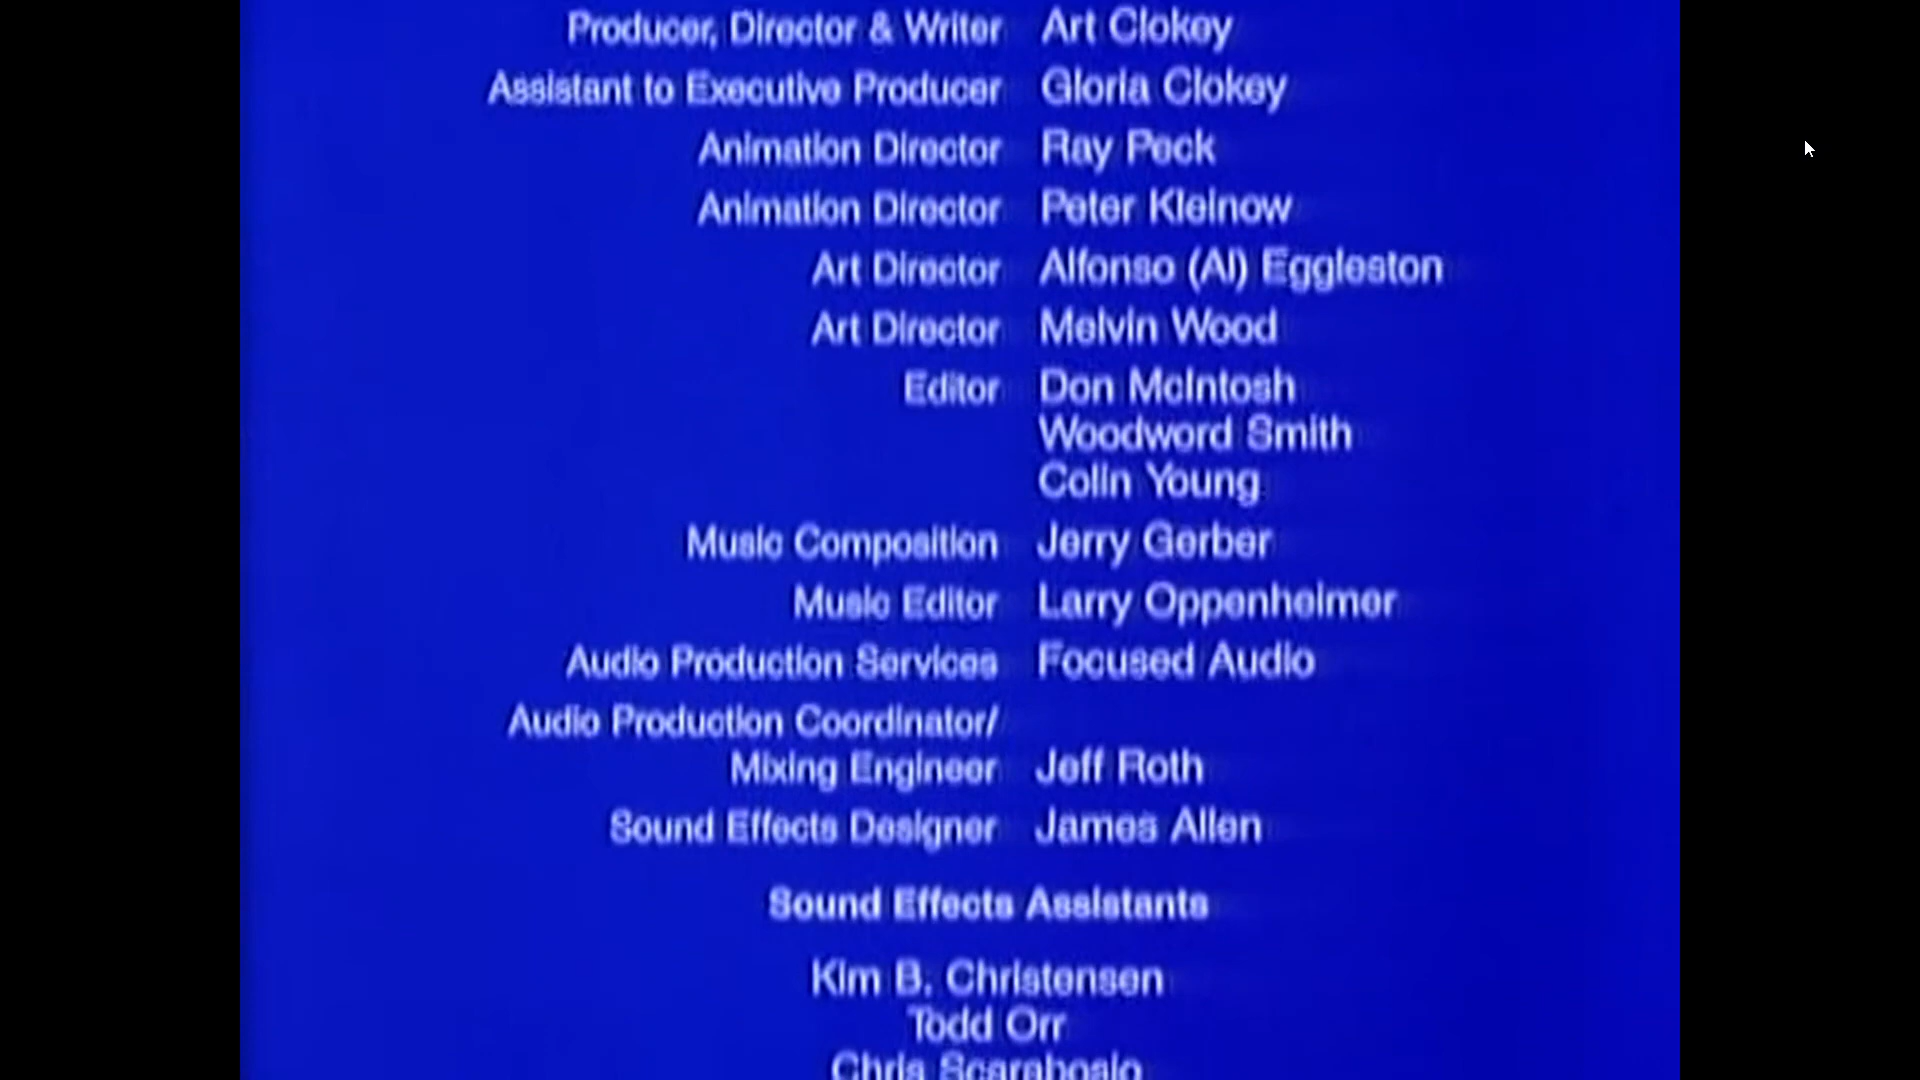 Producer, Director & Writer Art Clokey
Assistant to Executive Producer Gloria Clokey
Animation Director Ray Peck
Animation Director Peter Kleinow
Art Director Alfonso (Al) Eggleston
Art Director Melvin Wood
Editor Don McIntosh
Woodword Smith
Colin Young
Music Composition Jerry Gerber
Music Editor Larry Oppenheimer
Audio Production Services Focused Audio
Audio Production Coordinator/
Mixing Engineer Jeff Roth
Sound Effects Designer James Allen
Sound Effects Assistants
Kim B. Christensen
Todd Orr
Chris Scarabosio